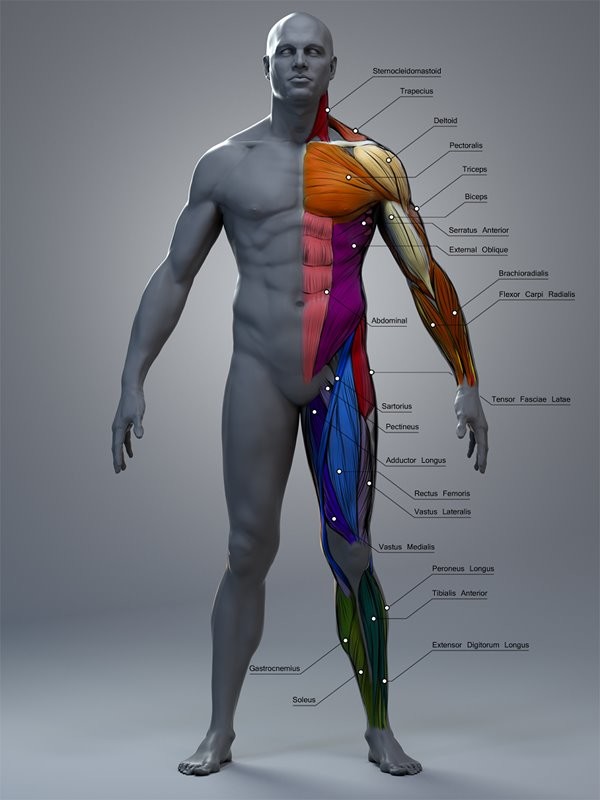 Sternocleidomastoid
Trapecius
Deltoid
Pectoralis
Triceps
Biceps
Serratus Anterior
External Oblique
Brachioradialis
Flexor Carpi Radialis
Abdominal
Tensor Fasciae Latae
Sartorius
Pectineus
Adductor Longus
Rectus Femoris
Vastus Lateralis
Vastus Medialis
Peroneus Longus
Tibialis Anterior
Extensor Digitorum Longus
Gastrocnemius
Soleus